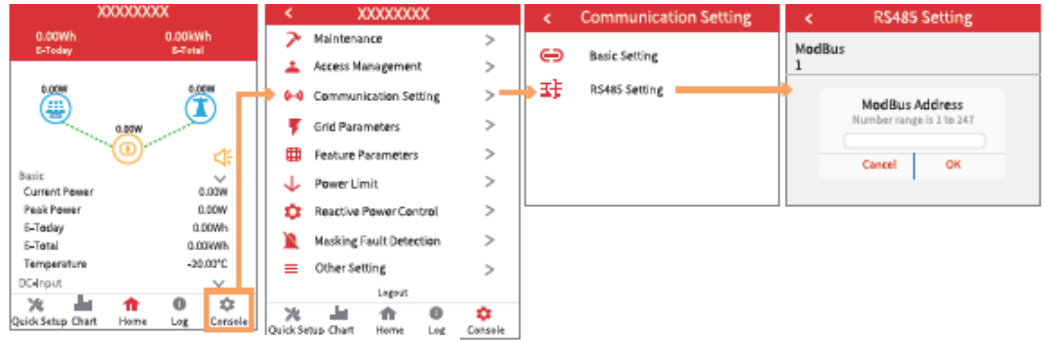 XXXXXXXX
0.00Wh 0.00kWh
E-Today E-Total
0.00W 0.00W
0.00W
Basic
Current Power 0.00W
Peak Power 0.00W
E-Today 0.00Wh
E-Total 0.00kWh
Temperature -20.00°C
DC-Input
Quick Setup Chart Home Log Console
< XXXXXXXX
Maintenance >
Access Management >
Communication Setting >
Grid Parameters >
Feature Parameters >
Power Limit >
Reactive Power Control >
Masking Fault Detection >
Other Setting >
Logout
Quick Setup Chart Home Log Console
< Communication Setting
Basic Setting
RS485 Setting
< RS485 Setting
ModBus
1
ModBus Address
Number range is 1 to 247
Cancel OK